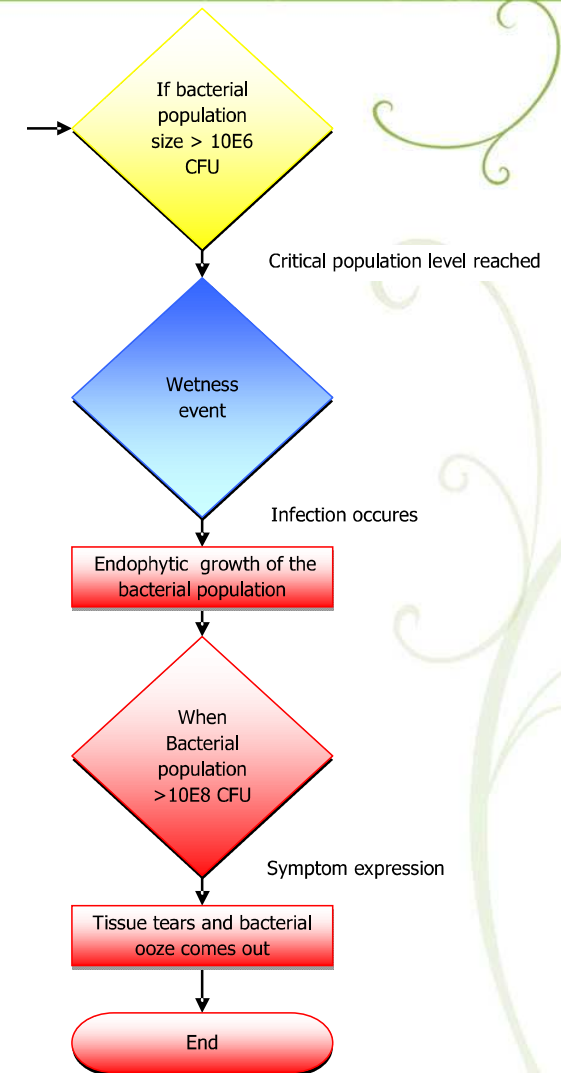 If bacterial
population
size > 10E6
CFU
Critical population level reached
Wetness
event
Infection occures
Endophytic growth of the
bacterial population
When
Bacterial
population
>10E8 CFU
Symptom expression
Tissue tears and bacterial
ooze comes out
End